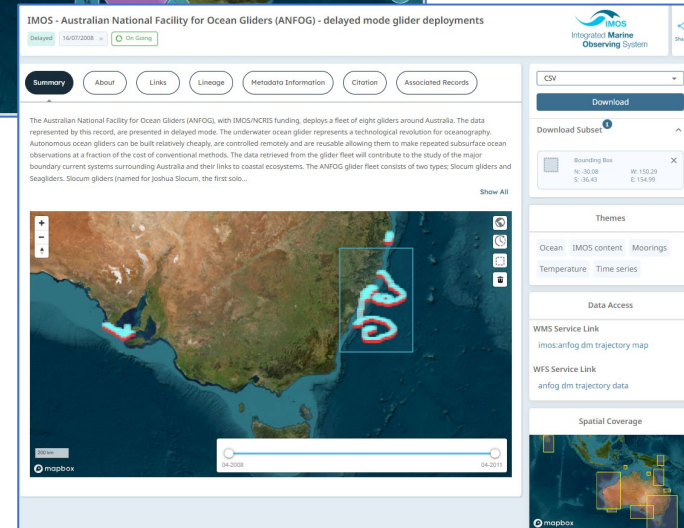 IMOS - Australian National Facility for Ocean Gliders (ANFOG) - delayed mode glider deployments
Delayed
16/07/2008 »
On Going
IMOS
Integrated Marine
Observing System
Summary
About
Links
Lineage
Metadata Information
Citation
Associated Records
The Australian National Facility for Ocean Gliders (ANFOG), with IMOS/NCRIS funding, deploys a fleet of eight gliders around Australia. The data
represented by this record, are presented in delayed mode. The underwater ocean glider represents a technological revolution for oceanography.
Autonomous ocean gliders can be built relatively cheaply, are controlled remotely and are reusable allowing them to make repeated subsurface ocean
observations at a fraction of the cost of conventional methods. The data retrieved from the glider fleet will contribute to the study of the major
boundary current systems surrounding Australia and their links to coastal ecosystems. The ANFOG glider fleet consists of two types; Slocum gliders and
Seagliders. Slocum gliders (named for Joshua Slocum, the first solo...
Show All
200 km
mapbox
04-2008
04-2011
CSV
Download
Download Subset
1
Bounding Box
N: -30.08
W: 150.29
S: -36.43
E: 154.99
Themes
Ocean
IMOS content
Moorings
Temperature
Time series
Data Access
WMS Service Link
imos:anfog dm trajectory map
WFS Service Link
anfog dm trajectory data
Spatial Coverage
mapbox